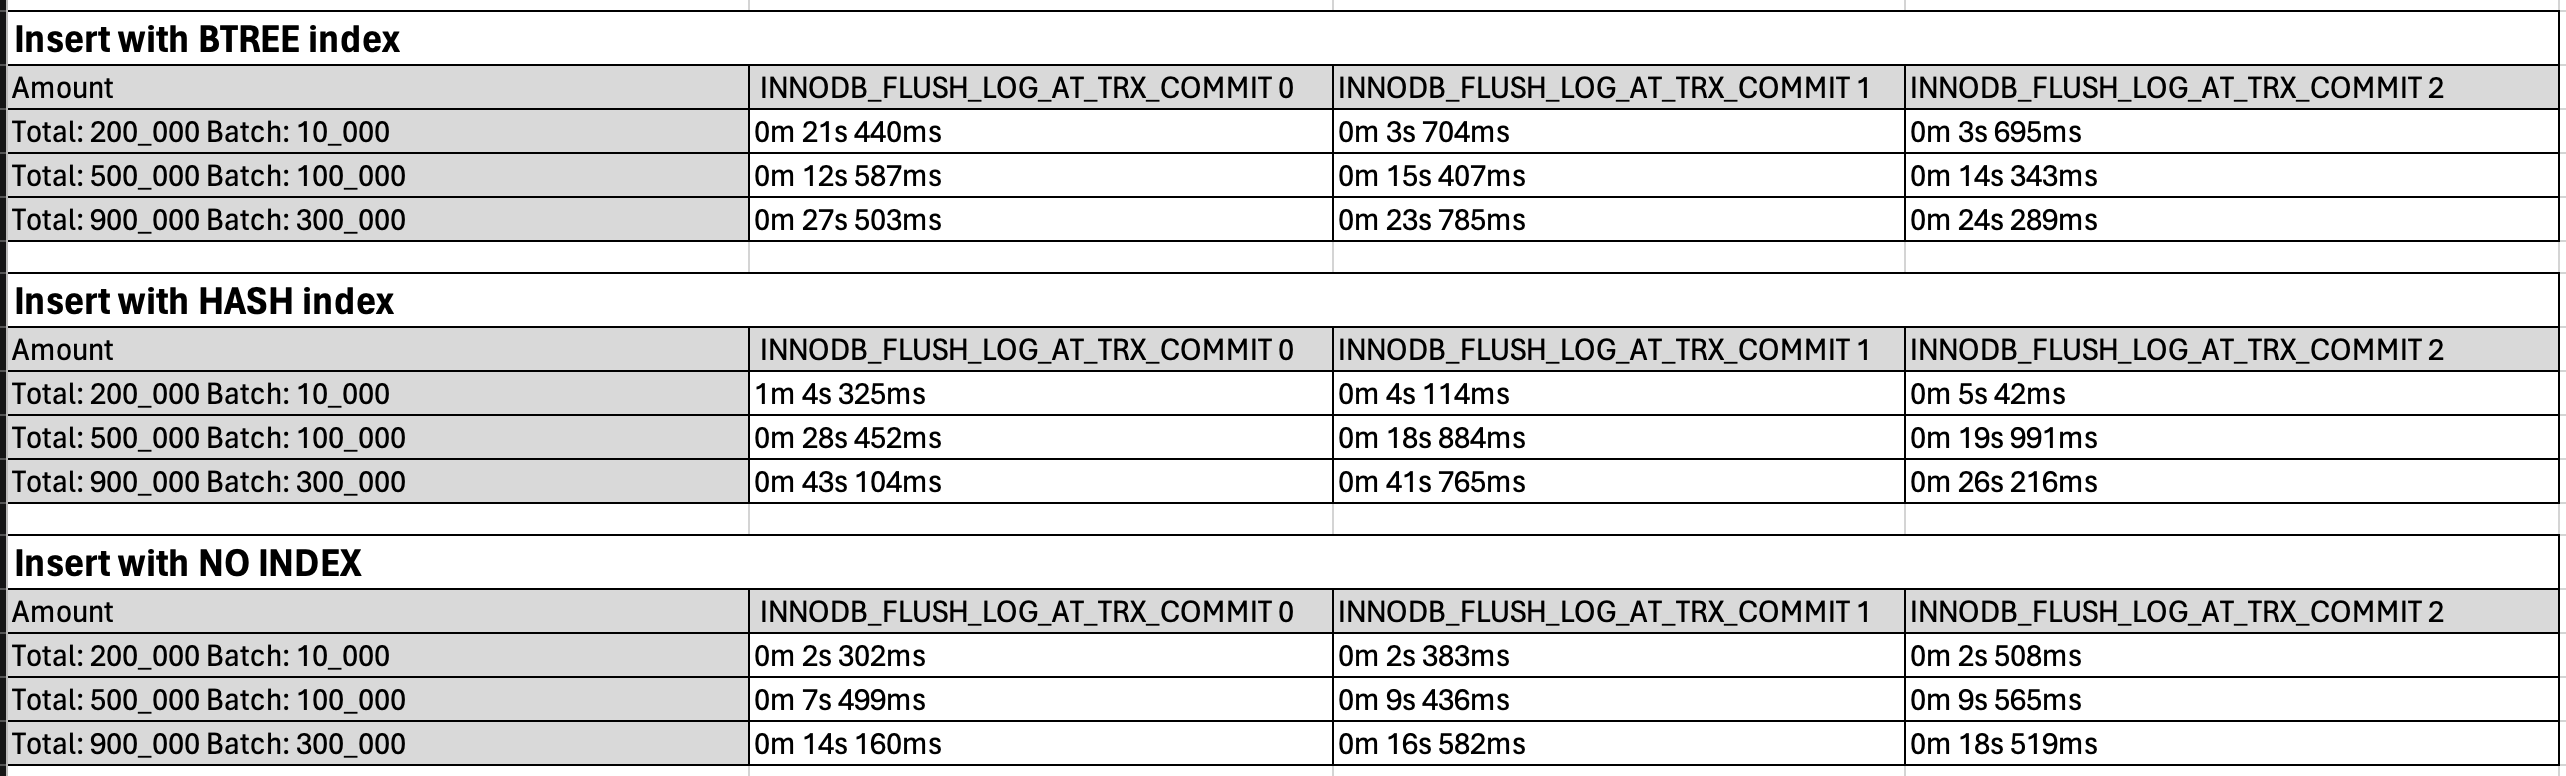 Insert with BTREE index
Amount INNODB_FLUSH_LOG_AT_TRX_COMMIT 0 INNODB_FLUSH_LOG_AT_TRX_COMMIT 1 INNODB_FLUSH_LOG_AT_TRX_COMMIT 2
Total: 200_000 Batch: 10_000 0m 21s 440ms 0m 3s 704ms 0m 3s 695ms
Total: 500_000 Batch: 100_000 0m 12s 587ms 0m 15s 407ms 0m 14s 343ms
Total: 900_000 Batch: 300_000 0m 27s 503ms 0m 23s 785ms 0m 24s 289ms
Insert with HASH index
Amount INNODB_FLUSH_LOG_AT_TRX_COMMIT 0 INNODB_FLUSH_LOG_AT_TRX_COMMIT 1 INNODB_FLUSH_LOG_AT_TRX_COMMIT 2
Total: 200_000 Batch: 10_000 1m 4s 325ms 0m 4s 114ms 0m 5s 42ms
Total: 500_000 Batch: 100_000 0m 28s 452ms 0m 18s 884ms 0m 19s 991ms
Total: 900_000 Batch: 300_000 0m 43s 104ms 0m 41s 765ms 0m 26s 216ms
Insert with NO INDEX
Amount INNODB_FLUSH_LOG_AT_TRX_COMMIT 0 INNODB_FLUSH_LOG_AT_TRX_COMMIT 1 INNODB_FLUSH_LOG_AT_TRX_COMMIT 2
Total: 200_000 Batch: 10_000 0m 2s 302ms 0m 2s 383ms 0m 2s 508ms
Total: 500_000 Batch: 100_000 0m 7s 499ms 0m 9s 436ms 0m 9s 565ms
Total: 900_000 Batch: 300_000 0m 14s 160ms 0m 16s 582ms 0m 18s 519ms